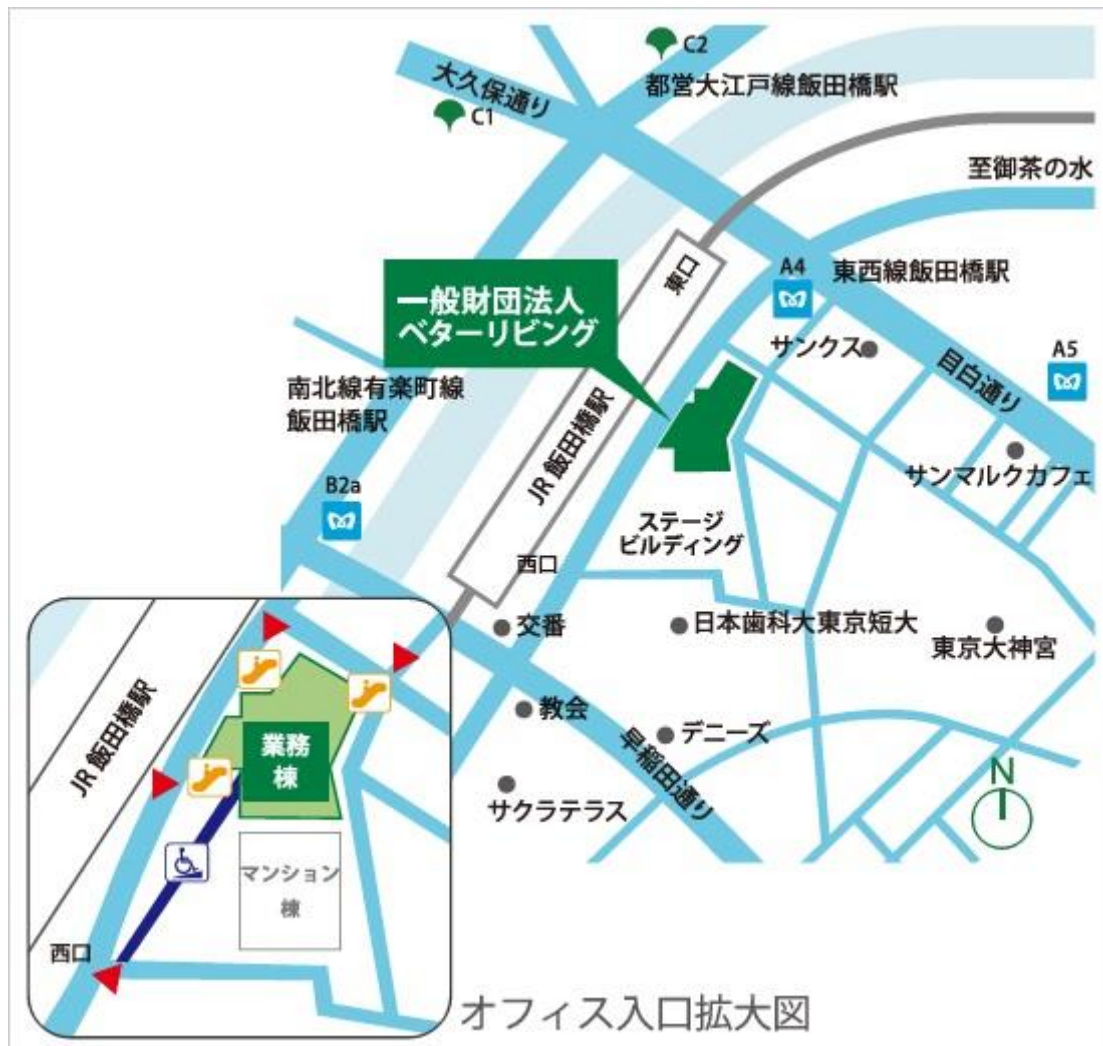 C2
大久保通り
都営大江戸線飯田橋駅
C1
至御茶の水
東口
A4
東西線飯田橋駅
一般財団法人
ベターリビング
サンクス
A5
目白通り
南北線有楽町線
飯田橋駅
JR 飯田橋駅
サンマルクカフェ
B2a
ステージ
ビルディング
西口
交番
日本歯科大東京短大
東京大神宮
教会
デニーズ
早稲田通り
サクラテラス
N
JR 飯田橋駅
業務
棟
マンション
棟
西口
オフィス入口拡大図